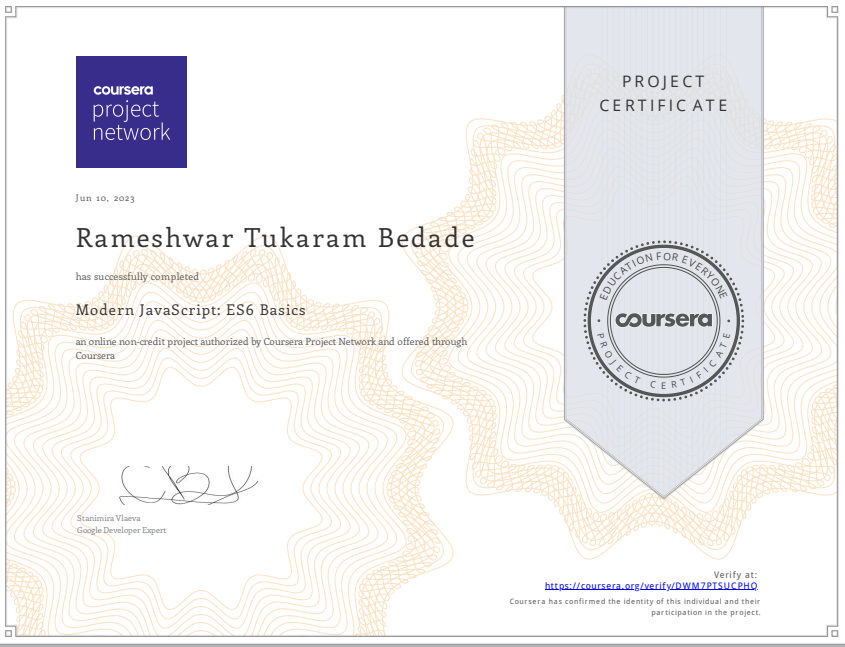 coursera
project
network
PROJECT
CERTIFICATE
Jun 10, 2023
Rameshwar Tukaram Bedade
has successfully completed
Modern JavaScript: ES6 Basics
an online non-credit project authorized by Coursera Project Network and offered through
Coursera
EDUCATION FOR EVERYONE
coursera
PROJECT CERTIFICATE
Stanimira Vlaeva
Google Developer Expert
Verify at:
https://coursera.org/verify/DWM7PTSUCPHQ
Coursera has confirmed the identity of this individual and their
participation in the project.